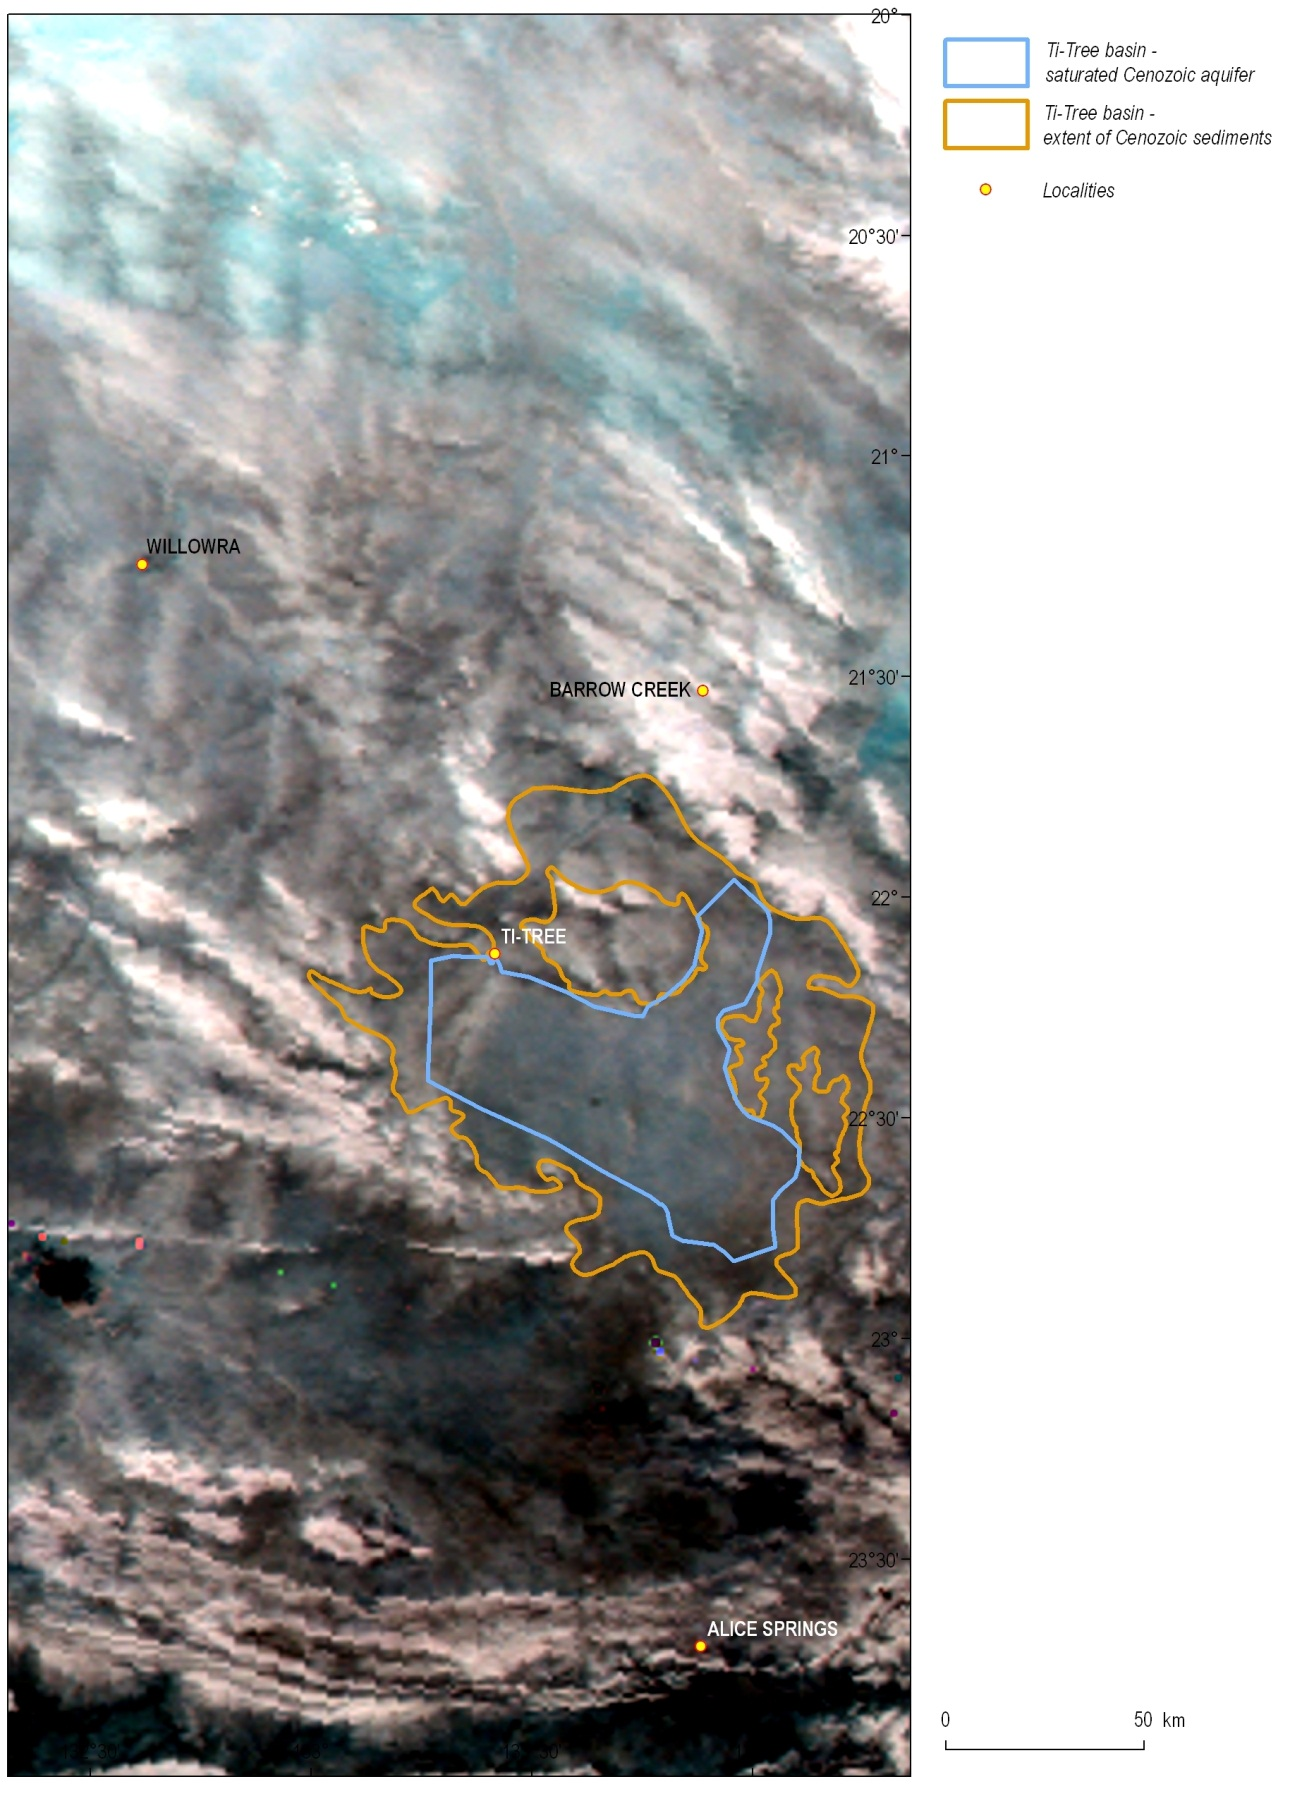 20°
Ti-Tree basin -
saturated Cenozoic aquifer
Ti-Tree basin -
extent of Cenozoic sediments
Localities
20°30'
21°
WILLOWRA
21°30'
BARROW CREEK
22°
TI-TREE
22°30'
23°
23°30'
ALICE SPRINGS
0 50 km